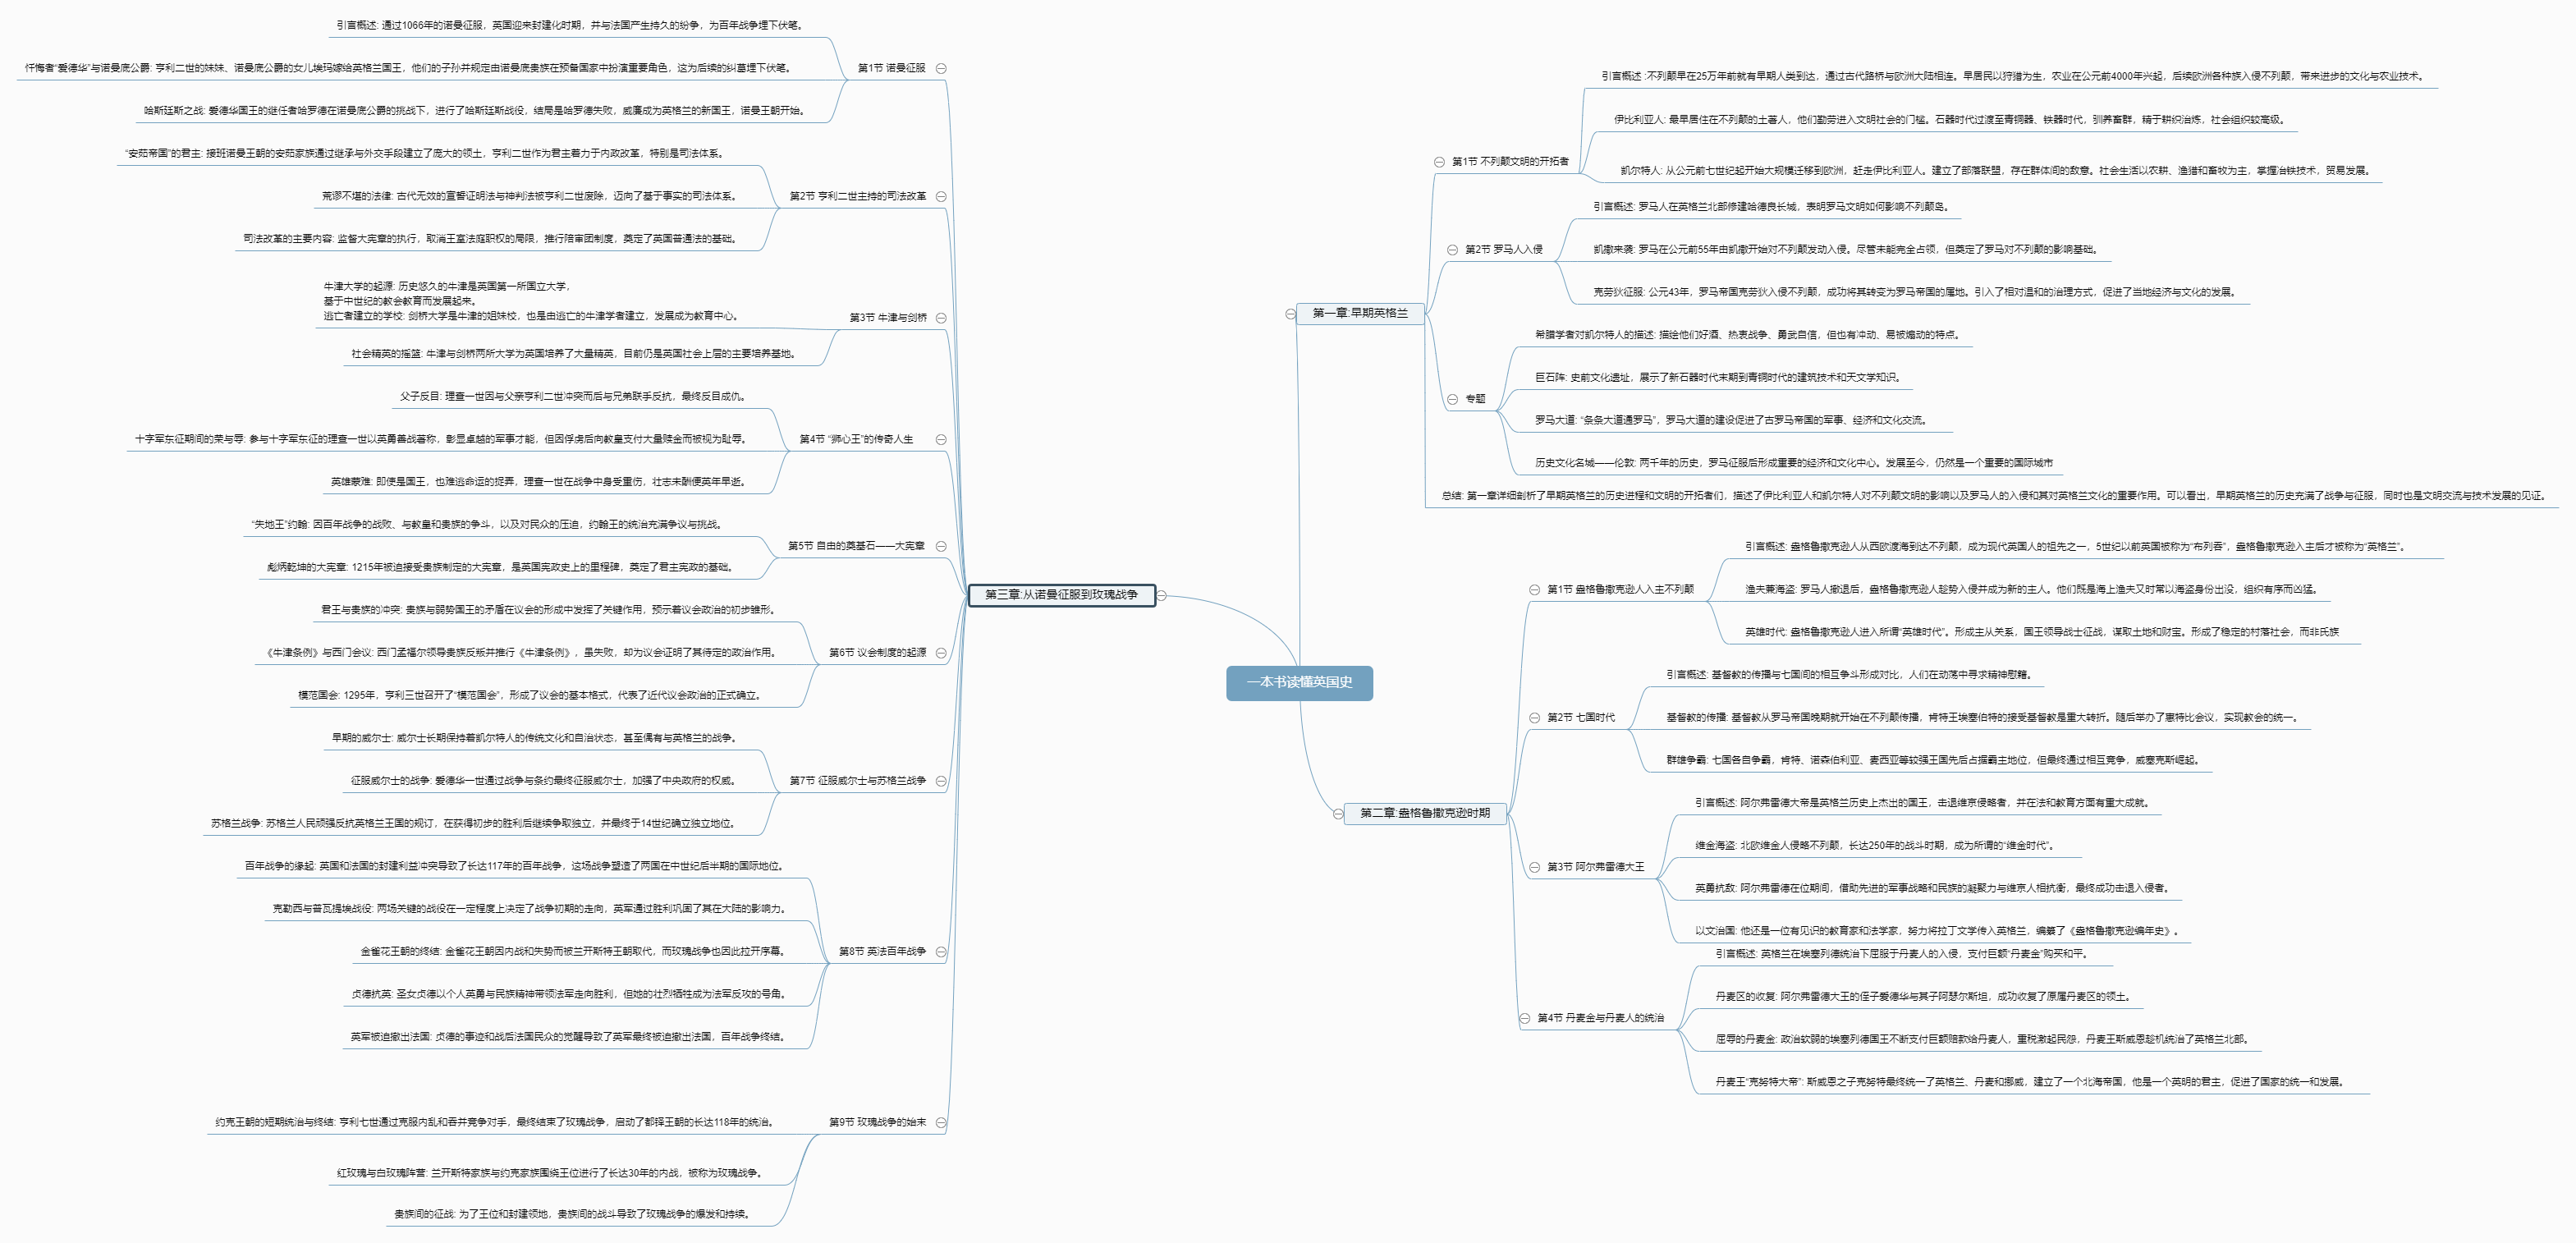 一本书读懂英国史
第一章:早期英格兰
第1节 不列颠文明的开拓者
引言概述 :不列颠早在25万年前就有早期人类到达，通过古代路桥与欧洲大陆相连。早居民以狩猎为生，农业在公元前4000年兴起，后续欧洲各种族入侵不列颠，带来进步的文化与农业技术。
伊比利亚人: 最早居住在不列颠的土著人，他们勤劳进入文明社会的门槛。石器时代过渡至青铜器、铁器时代，驯养畜群，精于耕织冶炼，社会组织较高级。
凯尔特人: 从公元前七世纪起开始大规模迁移到欧洲，赶走伊比利亚人。建立了部落联盟，存在群体间的敌意。社会生活以农耕、渔猎和畜牧为主，掌握冶铁技术，贸易发展。
第2节 罗马人入侵
引言概述: 罗马人在英格兰北部修建哈德良长城，表明罗马文明如何影响不列颠岛。
凯撒来袭: 罗马在公元前55年由凯撒开始对不列颠发动入侵。尽管未能完全占领，但奠定了罗马对不列颠的影响基础。
克劳狄征服: 公元43年，罗马帝国克劳狄入侵不列颠，成功将其转变为罗马帝国的属地。引入了相对温和的治理方式，促进了当地经济与文化的发展。
专题
希腊学者对凯尔特人的描述: 描绘他们好酒、热衷战争、勇武自信，但也有冲动、易被煽动的特点。
巨石阵: 史前文化遗址，展示了新石器时代末期到青铜时代的建筑技术和天文学知识。
罗马大道: “条条大道通罗马”，罗马大道的建设促进了古罗马帝国的军事、经济和文化交流。
历史文化名城——伦敦: 两千年的历史，罗马征服后形成重要的经济和文化中心。发展至今，仍然是一个重要的国际城市
总结: 第一章详细剖析了早期英格兰的历史进程和文明的开拓者们，描述了伊比利亚人和凯尔特人对不列颠文明的影响以及罗马人的入侵和其对英格兰文化的重要作用。可以看出，早期英格兰的历史充满了战争与征服，同时也是文明交流与技术发展的见证。
第二章:盎格鲁撒克逊时期
第1节 盎格鲁撒克逊人入主不列颠
引言概述: 盎格鲁撒克逊人从西欧渡海到达不列颠，成为现代英国人的祖先之一，5世纪以前英国被称为“布列吞”，盎格鲁撒克逊入主后才被称为“英格兰”。
渔夫兼海盗: 罗马人撤退后，盎格鲁撒克逊人趁势入侵并成为新的主人。他们既是海上渔夫又时常以海盗身份出没，组织有序而凶猛。
英雄时代: 盎格鲁撒克逊人进入所谓“英雄时代”。形成主从关系，国王领导战士征战，谋取土地和财宝。形成了稳定的村落社会，而非氏族
第2节 七国时代
引言概述: 基督教的传播与七国间的相互争斗形成对比，人们在动荡中寻求精神慰籍。
基督教的传播: 基督教从罗马帝国晚期就开始在不列颠传播，肯特王埃塞伯特的接受基督教是重大转折。随后举办了惠特比会议，实现教会的统一。
群雄争霸: 七国各自争霸，肯特、诺森伯利亚、麦西亚等较强王国先后占据霸主地位，但最终通过相互竞争，威塞克斯崛起。
第3节 阿尔弗雷德大王
引言概述: 阿尔弗雷德大帝是英格兰历史上杰出的国王，击退维京侵略者，并在法和教育方面有重大成就。
维金海盗: 北欧维金人侵略不列颠，长达250年的战斗时期，成为所谓的“维金时代”。
英勇抗敌: 阿尔弗雷德在位期间，借助先进的军事战略和民族的凝聚力与维京人相抗衡，最终成功击退入侵者。
以文治国: 他还是一位有见识的教育家和法学家，努力将拉丁文学传入英格兰，编纂了《盎格鲁撒克逊编年史》。
第4节 丹麦金与丹麦人的统治
引言概述: 英格兰在埃塞列德统治下屈服于丹麦人的入侵，支付巨额“丹麦金”购买和平。
丹麦区的收复: 阿尔弗雷德大王的侄子爱德华与其子阿瑟尔斯坦，成功收复了原属丹麦区的领土。
屈辱的丹麦金: 政治软弱的埃塞列德国王不断支付巨额赔款给丹麦人，重税激起民怨，丹麦王斯威恩趁机统治了英格兰北部。
丹麦王“克努特大帝”: 斯威恩之子克努特最终统一了英格兰、丹麦和挪威，建立了一个北海帝国，他是一个英明的君主，促进了国家的统一和发展。
第三章:从诺曼征服到玫瑰战争
第1节 诺曼征服
引言概述: 通过1066年的诺曼征服，英国迎来封建化时期，并与法国产生持久的纷争，为百年战争埋下伏笔。
忏悔者“爱德华”与诺曼底公爵: 亨利二世的妹妹、诺曼底公爵的女儿埃玛嫁给英格兰国王，他们的子孙并规定由诺曼底贵族在预备国家中扮演重要角色，这为后续的纠葛埋下伏笔。
哈斯廷斯之战: 爱德华国王的继任者哈罗德在诺曼底公爵的挑战下，进行了哈斯廷斯战役，结局是哈罗德失败，威廉成为英格兰的新国王，诺曼王朝开始。
第2节 亨利二世主持的司法改革
“安茹帝国”的君主: 接班诺曼王朝的安茹家族通过继承与外交手段建立了庞大的领土，亨利二世作为君主着力于内政改革，特别是司法体系。
荒谬不堪的法律: 古代无效的宣誓证明法与神判法被亨利二世废除，迈向了基于事实的司法体系。
司法改革的主要内容: 监督大宪章的执行，取消王室法庭职权的局限，推行陪审团制度，奠定了英国普通法的基础。
第3节 牛津与剑桥
牛津大学的起源: 历史悠久的牛津是英国第一所国立大学，
基于中世纪的教会教育而发展起来。
逃亡者建立的学校: 剑桥大学是牛津的姐妹校，也是由逃亡的牛津学者建立，发展成为教育中心。
社会精英的摇篮: 牛津与剑桥两所大学为英国培养了大量精英，目前仍是英国社会上层的主要培养基地。
第4节 “狮心王”的传奇人生
父子反目: 理查一世因与父亲亨利二世冲突而后与兄弟联手反抗，最终反目成仇。
十字军东征期间的荣与辱: 参与十字军东征的理查一世以英勇善战著称，彰显卓越的军事才能，但因俘虏后向教皇支付大量赎金而被视为耻辱。
英雄蒙难: 即使是国王，也难逃命运的捉弄，理查一世在战争中身受重伤，壮志未酬便英年早逝。
第5节 自由的奠基石——大宪章
“失地王”约翰: 因百年战争的战败、与教皇和贵族的争斗，以及对民众的压迫，约翰王的统治充满争议与挑战。
彪炳乾坤的大宪章: 1215年被迫接受贵族制定的大宪章，是英国宪政史上的里程碑，奠定了君主宪政的基础。
第6节 议会制度的起源
君王与贵族的冲突: 贵族与弱势国王的矛盾在议会的形成中发挥了关键作用，预示着议会政治的初步雏形。
《牛津条例》与西门会议: 西门孟福尔领导贵族反叛并推行《牛津条例》，虽失败，却为议会证明了其待定的政治作用。
模范国会: 1295年，亨利三世召开了“模范国会”，形成了议会的基本格式，代表了近代议会政治的正式确立。
第7节 征服威尔士与苏格兰战争
早期的威尔士: 威尔士长期保持着凯尔特人的传统文化和自治状态，甚至偶有与英格兰的战争。
征服威尔士的战争: 爱德华一世通过战争与条约最终征服威尔士，加强了中央政府的权威。
苏格兰战争: 苏格兰人民顽强反抗英格兰王国的规订，在获得初步的胜利后继续争取独立，并最终于14世纪确立独立地位。
第8节 英法百年战争
百年战争的缘起: 英国和法国的封建利益冲突导致了长达117年的百年战争，这场战争塑造了两国在中世纪后半期的国际地位。
克勒西与普瓦提埃战役: 两场关键的战役在一定程度上决定了战争初期的走向，英军通过胜利巩固了其在大陆的影响力。
金雀花王朝的终结: 金雀花王朝因内战和失势而被兰开斯特王朝取代，而玫瑰战争也因此拉开序幕。
贞德抗英: 圣女贞德以个人英勇与民族精神带领法军走向胜利，但她的壮烈牺牲成为法军反攻的号角。
英军被迫撤出法国: 贞德的事迹和战后法国民众的觉醒导致了英军最终被迫撤出法国，百年战争终结。
第9节 玫瑰战争的始末
约克王朝的短期统治与终结: 亨利七世通过克服内乱和吞并竞争对手，最终结束了玫瑰战争，启动了都铎王朝的长达118年的统治。
红玫瑰与白玫瑰阵营: 兰开斯特家族与约克家族围绕王位进行了长达30年的内战，被称为玫瑰战争。
贵族间的征战: 为了王位和封建领地，贵族间的战斗导致了玫瑰战争的爆发和持续。